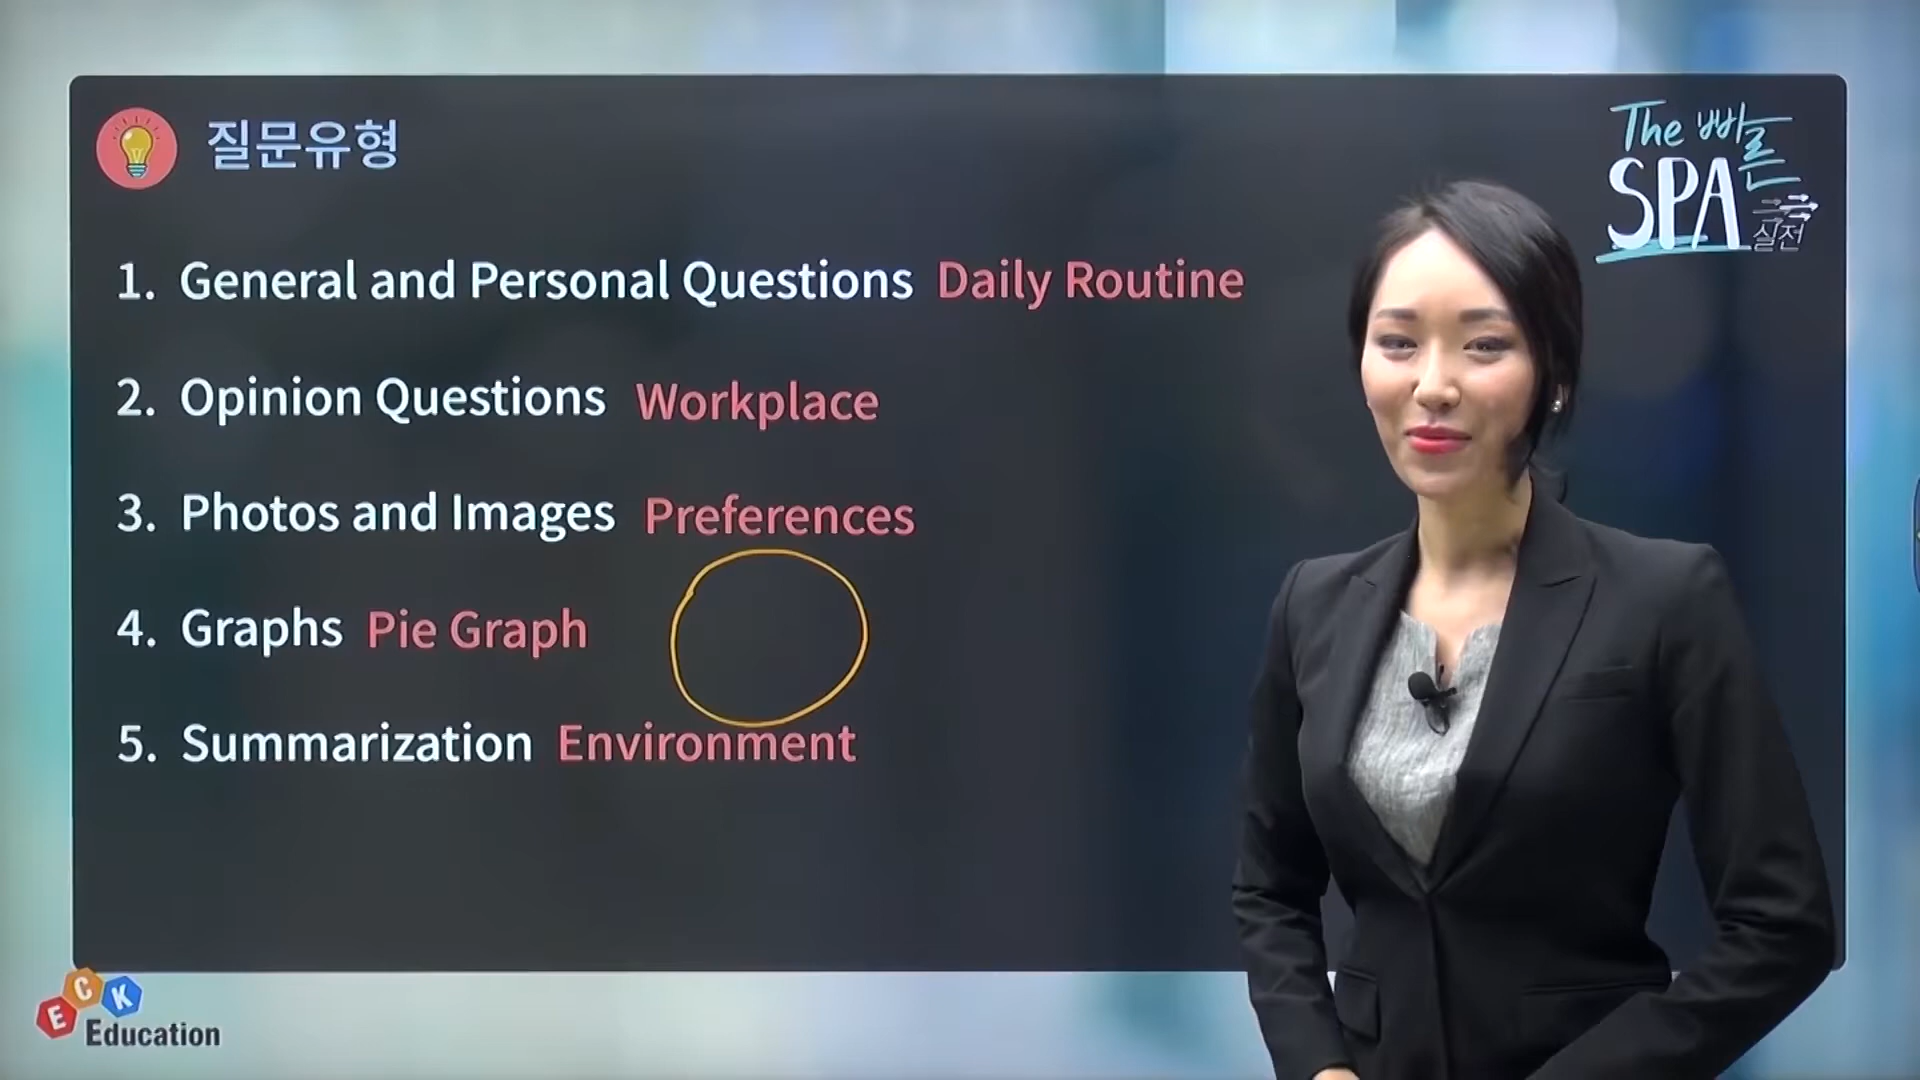 질문유형
The 빠른
SPA
실전
1. General and Personal Questions Daily Routine
2. Opinion Questions Workplace
3. Photos and Images Preferences
4. Graphs Pie Graph
5. Summarization Environment
ECK
Education